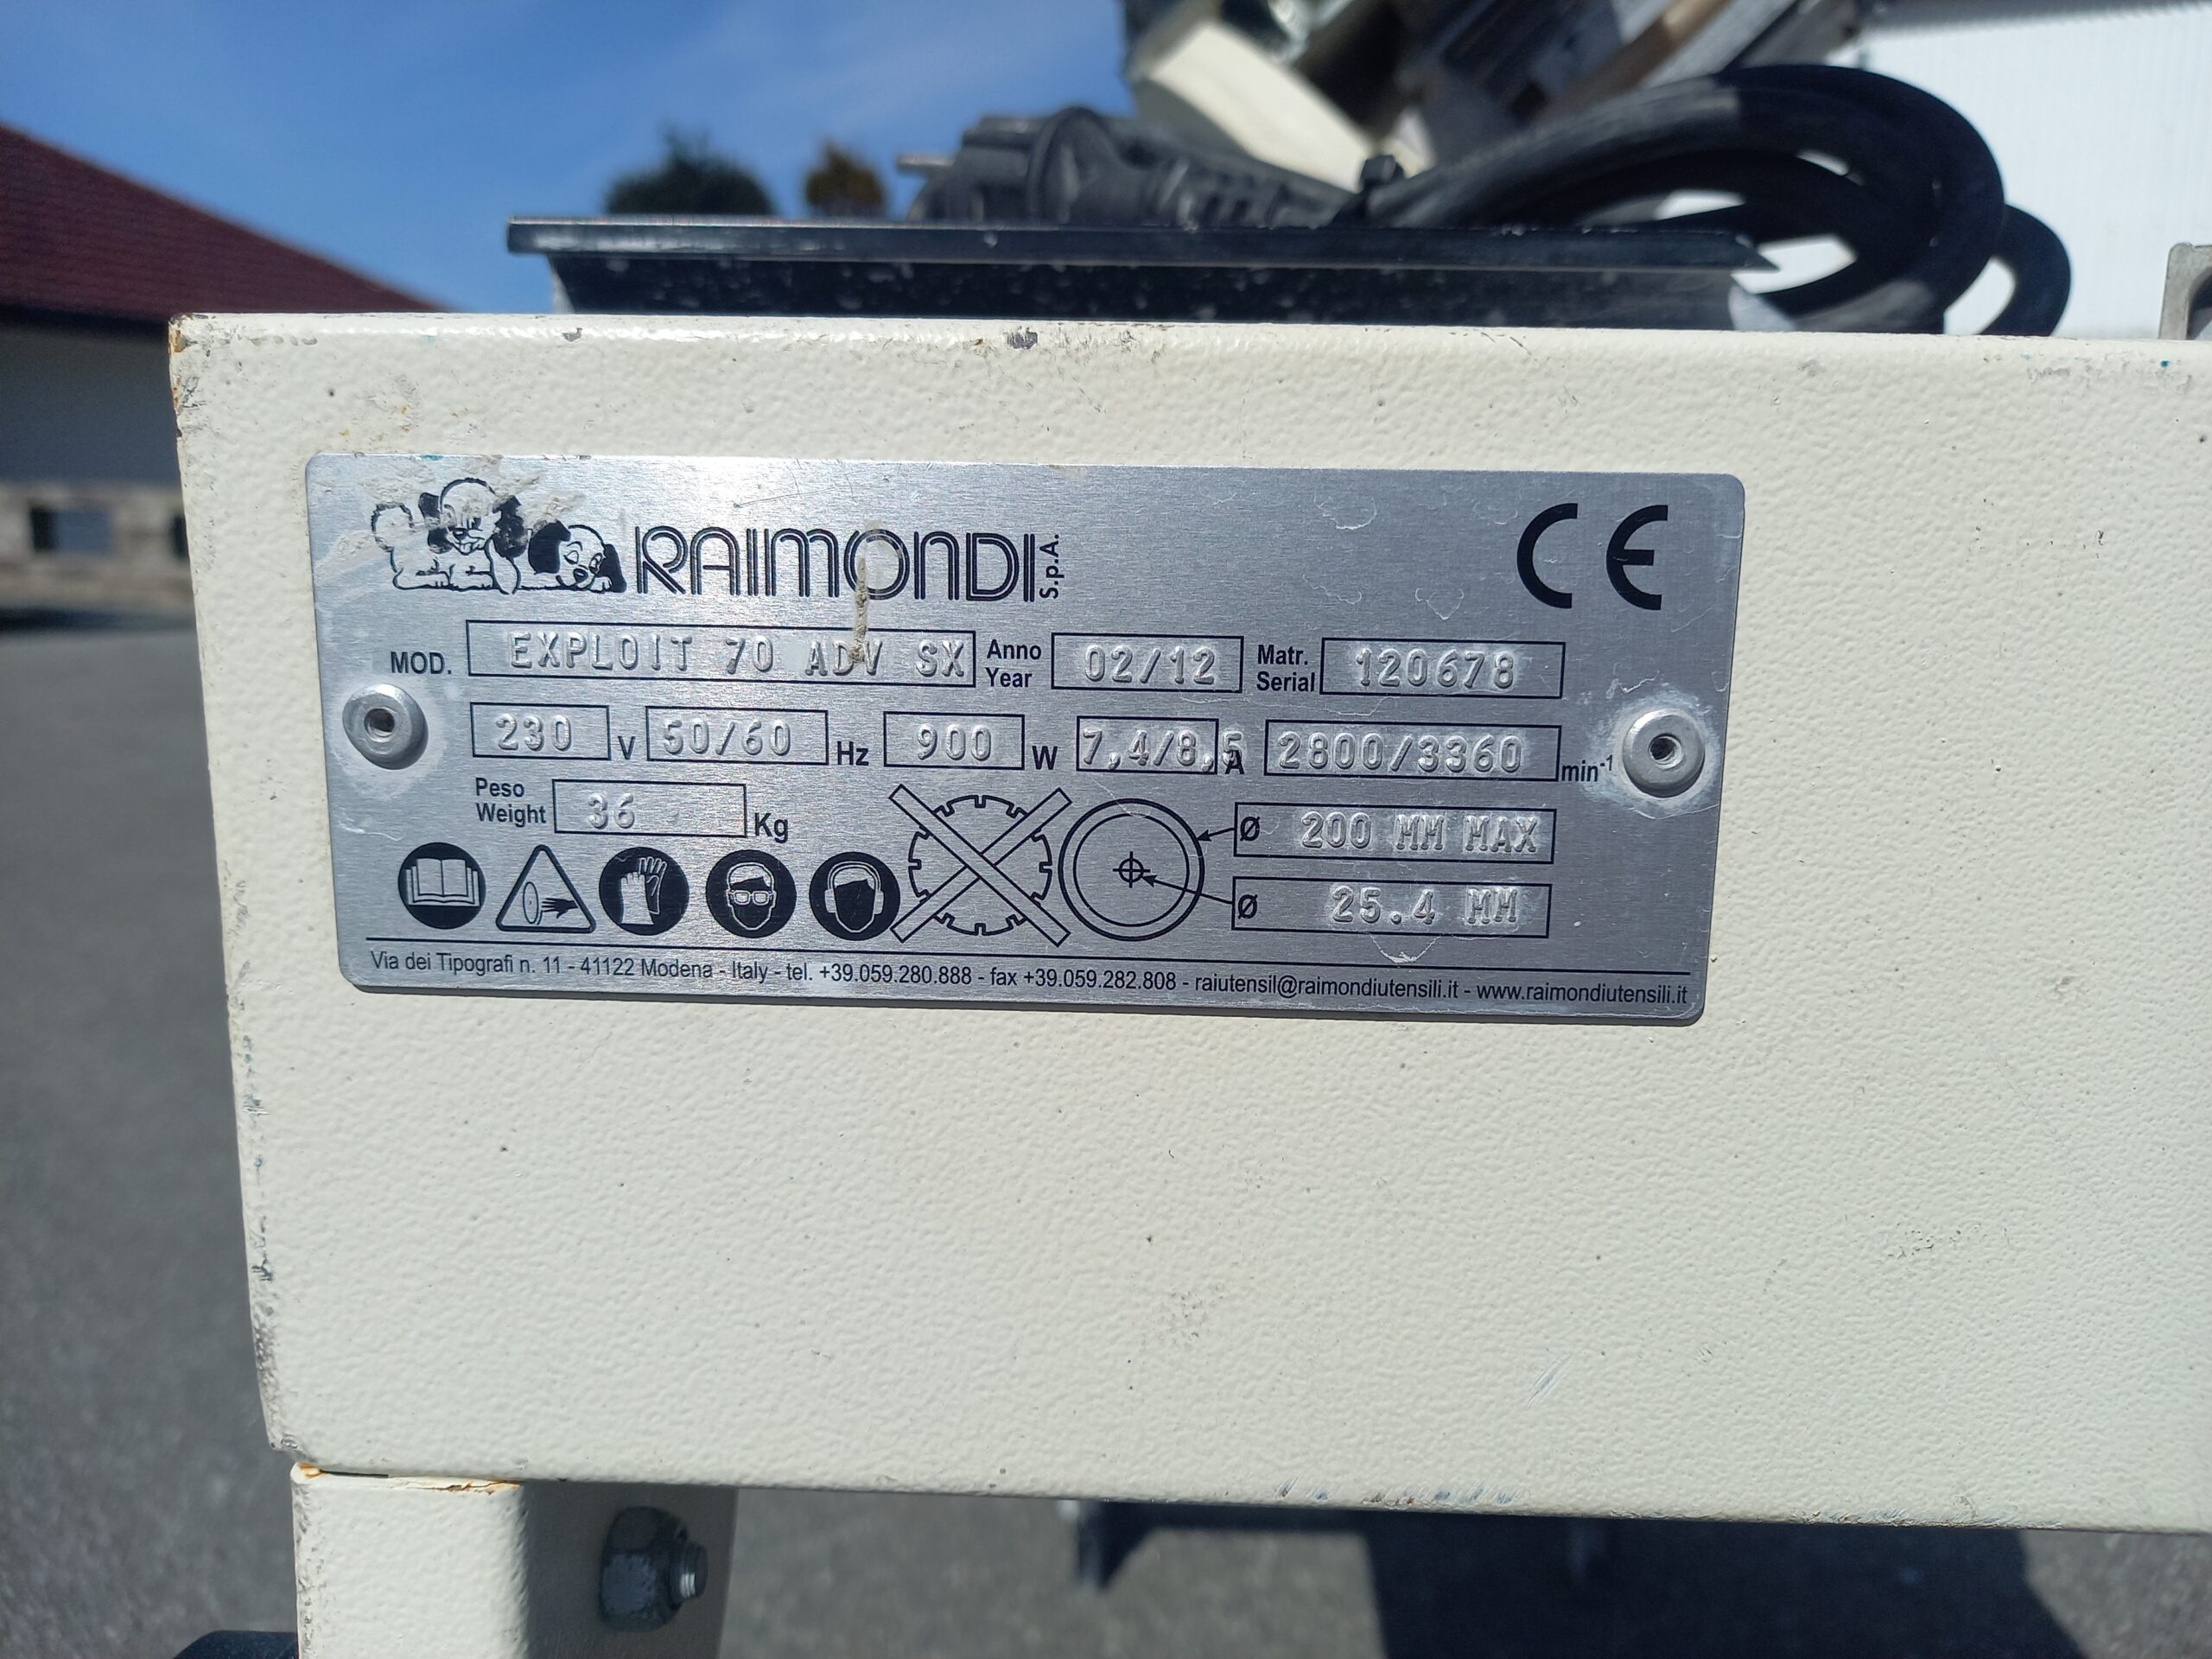 RAIMONDI S.p.A. CE
MOD. EXPLOIT 70 ADV SX Anno Year 02/12 Matr. Serial 120678
230 V 50/60 Hz 900 W 7,4/8,5 A 2800/3360 min-1
Peso Weight 36 Kg
Ø 200 MM MAX
Ø 25.4 MM
Via dei Tipografi n. 11 - 41122 Modena - Italy - tel. +39.059.280.888 - fax +39.059.282.808 - raiutensil@raimondiutensili.it - www.raimondiutensili.it